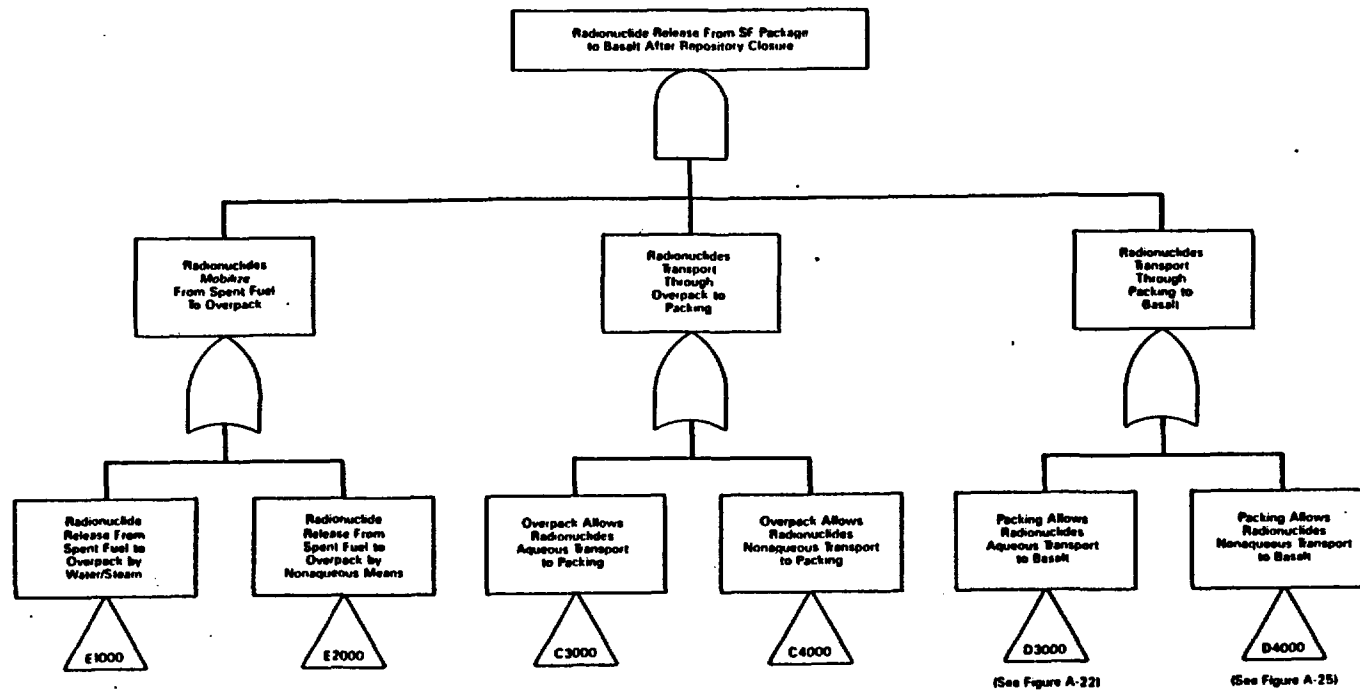 Radionuclide Release From SF Package
to Basalt After Repository Closure
Radionuclides
Mobilize
From Spent Fuel
To Overpack
Radionuclides
Transport
Through
Overpack to
Packing
Radionuclides
Transport
Through
Packing to
Basalt
Radionuclide
Release From
Spent Fuel to
Overpack by
Water/Steam
Radionuclide
Release From
Spent Fuel to
Overpack by
Nonaqueous Means
Overpack Allows
Radionuclides
Aqueous Transport
to Packing
Overpack Allows
Radionuclides
Nonaqueous Transport
to Packing
Packing Allows
Radionuclides
Aqueous Transport
to Basalt
Packing Allows
Radionuclides
Nonaqueous Transport
to Basalt
E1000
E2000
C3000
C4000
D3000
D4000
(See Figure A-22)
(See Figure A-25)